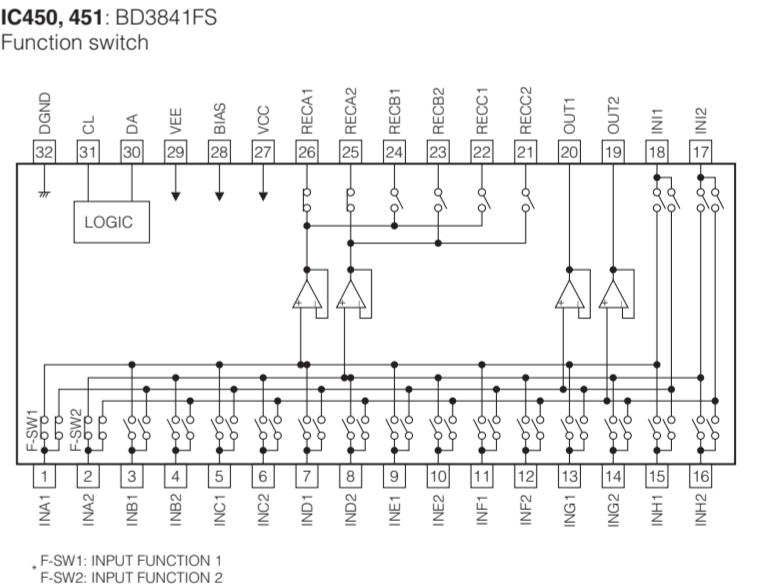 IC450, 451: BD3841FS
Function switch
DGND CL DA VEE BIAS VCC RECA1 RECA2 RECB1 RECB2 RECC1 RECC2 OUT1 OUT2 INI1 INI2
32 31 30 29 28 27 26 25 24 23 22 21 20 19 18 17
LOGIC
+ - + - + - + -
F-SW1 F-SW2
1 2 3 4 5 6 7 8 9 10 11 12 13 14 15 16
INA1 INA2 INB1 INB2 INC1 INC2 IND1 IND2 INE1 INE2 INF1 INF2 ING1 ING2 INH1 INH2
* F-SW1: INPUT FUNCTION 1
F-SW2: INPUT FUNCTION 2